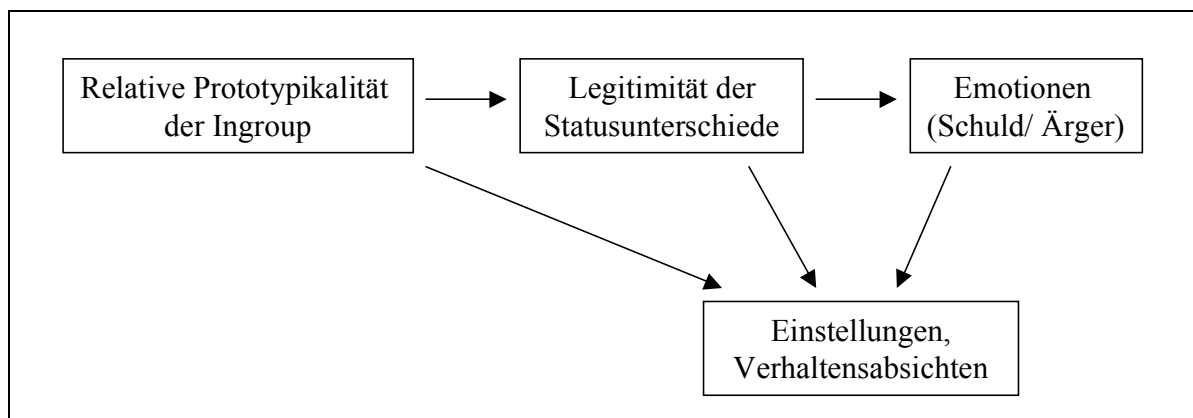 Relative Prototypikalität
der Ingroup
Legitimität der
Statusunterschiede
Emotionen
(Schuld/ Ärger)
Einstellungen,
Verhaltensabsichten